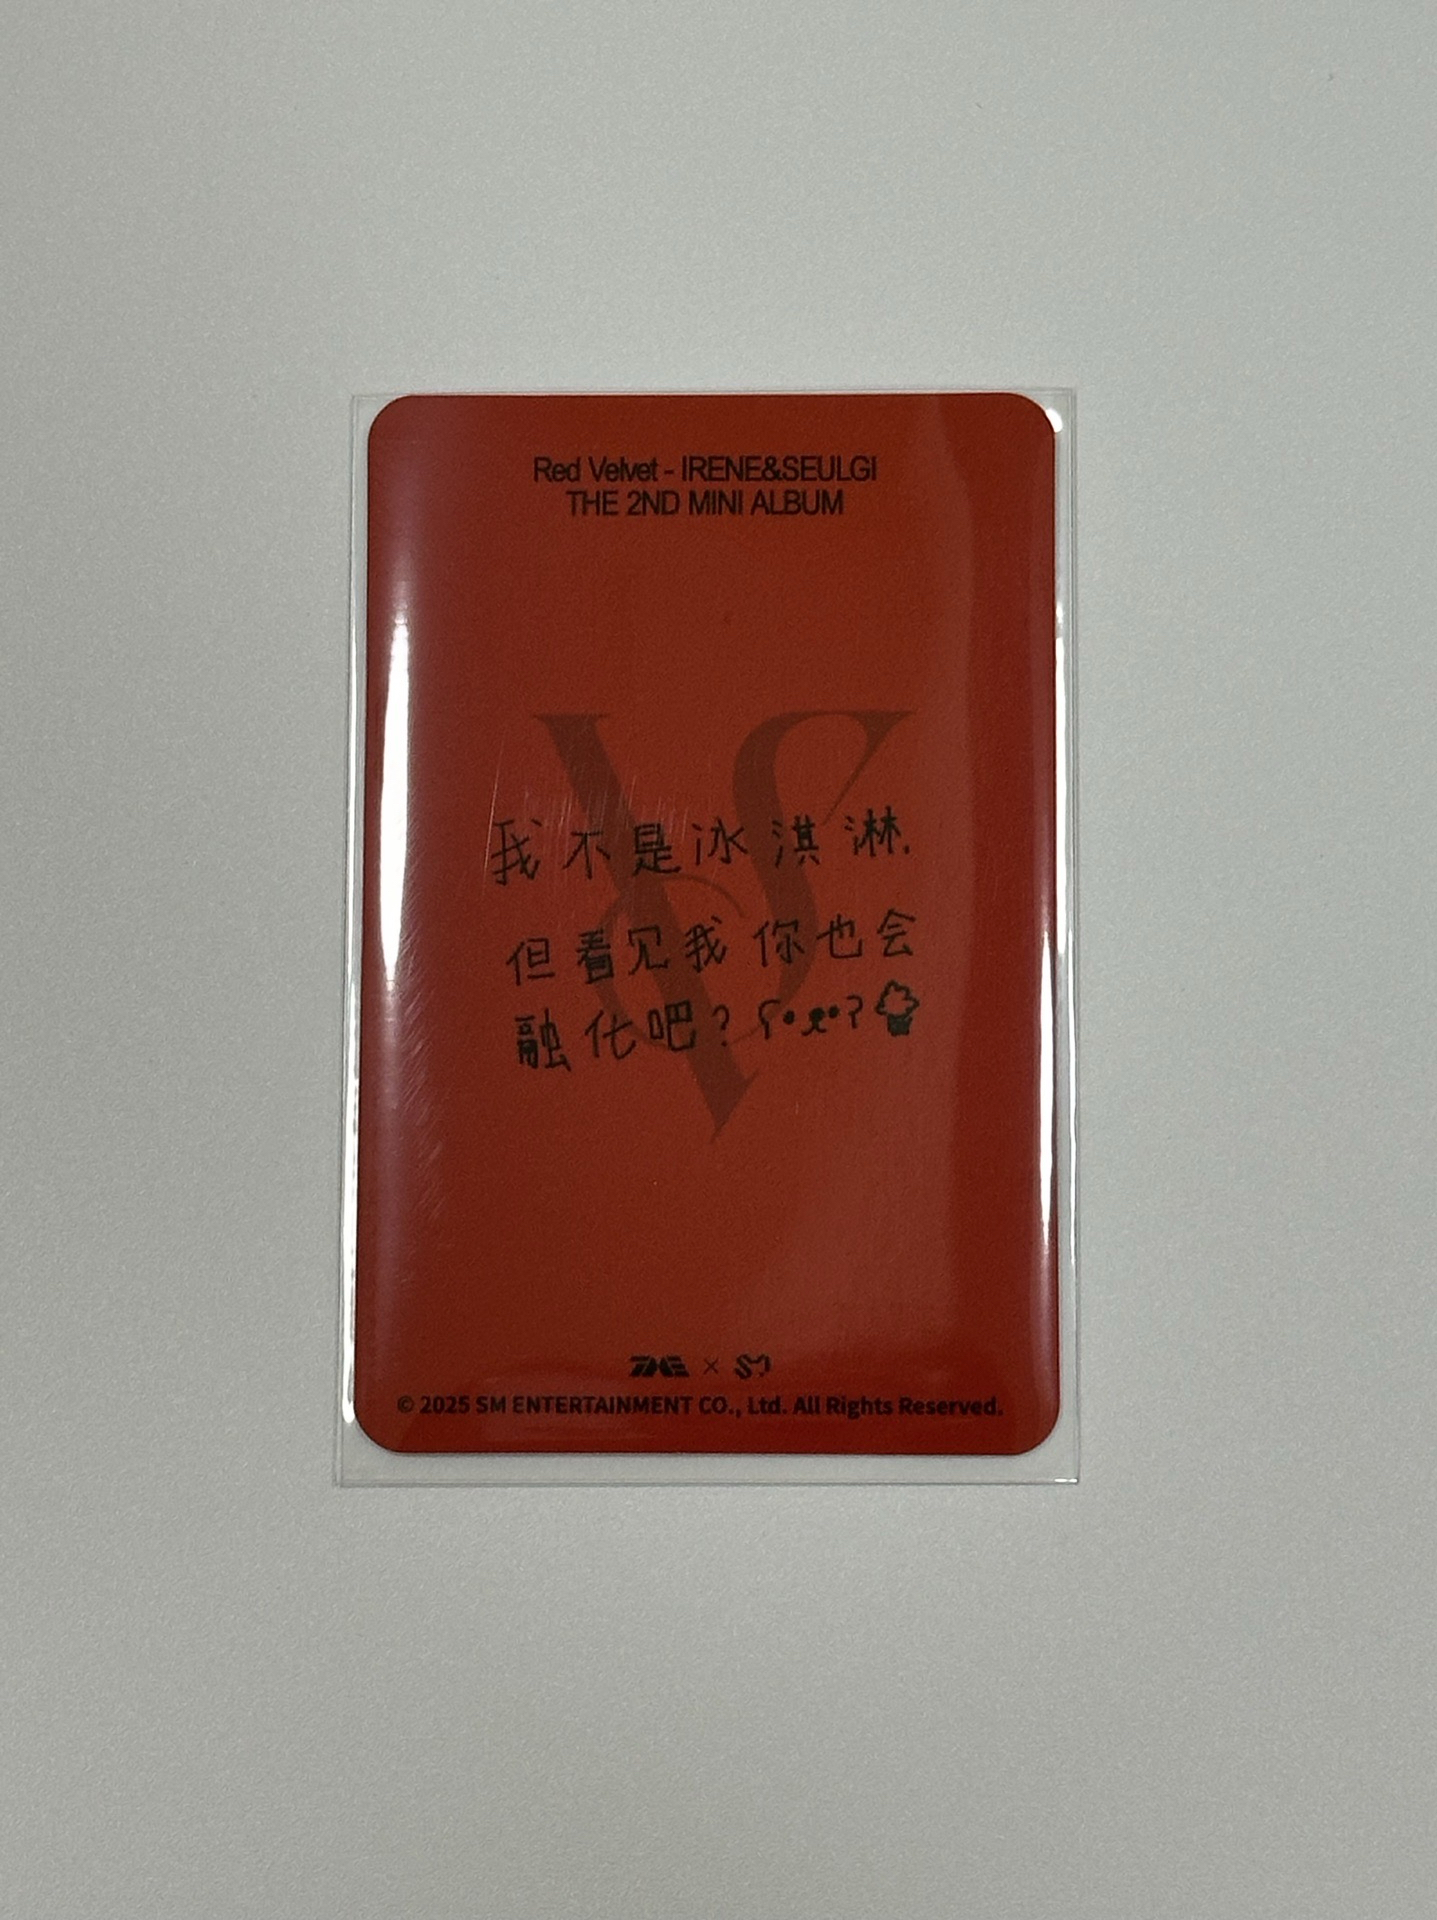 Red Velvet - IRENE&SEULGI
THE 2ND MINI ALBUM
我不是冰淇淋.
但看见我你也会
融化吧? ʕ•ﻌ•ʔ
× SM
© 2025 SM ENTERTAINMENT CO., Ltd. All Rights Reserved.